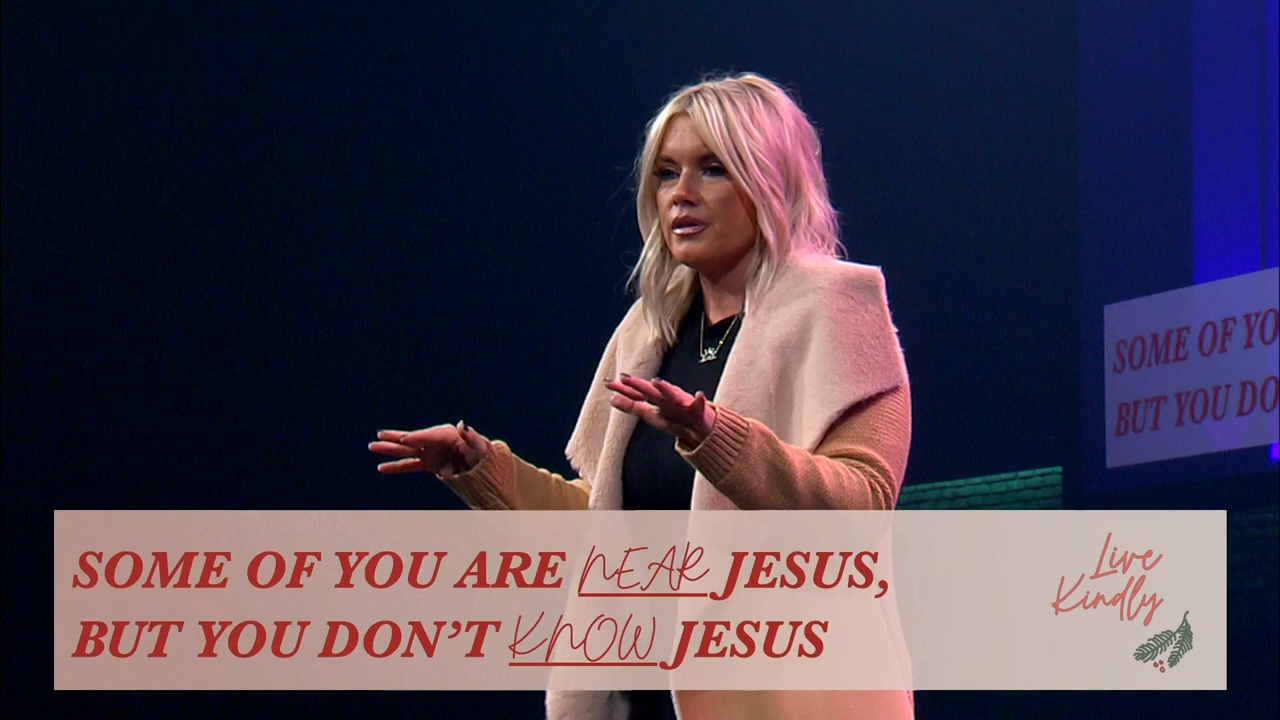 SOME OF YO
BUT YOU DO
SOME OF YOU ARE NEAR JESUS,
BUT YOU DON’T KNOW JESUS
Live
Kindly